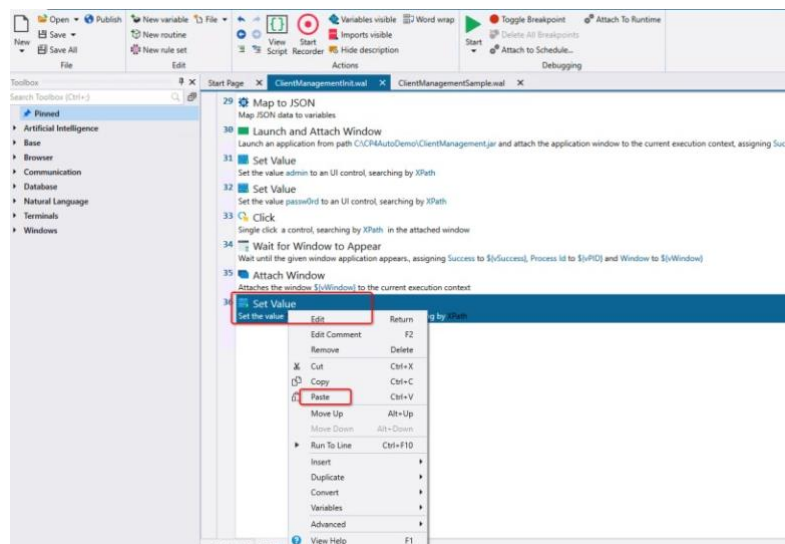 New
Open
Publish
Save
Save All
File
New variable
File
New routine
New rule set
Edit
View Script
Start Recorder
Variables visible
Word wrap
Imports visible
Hide description
Actions
Start
Toggle Breakpoint
Attach To Runtime
Delete All Breakpoints
Attach to Schedule...
Debugging
Toolbox
Search Toolbox (Ctrl+;)
Pinned
Artificial Intelligence
Base
Browser
Communication
Database
Natural Language
Terminals
Windows
Start Page
ClientManagementInit.wal
ClientManagementSample.wal
29 Map to JSON
Map JSON data to variables
30 Launch and Attach Window
Launch an application from path C:\CP4AutoDemo\ClientManagement.jar and attach the application window to the current execution context, assigning Suc
31 Set Value
Set the value admin to an UI control, searching by XPath
32 Set Value
Set the value passw0rd to an UI control, searching by XPath
33 Click
Single click a control, searching by XPath in the attached window
34 Wait for Window to Appear
Wait until the given window application appears., assigning Success to $(vSuccess), Process Id to $(vPID) and Window to $(vWindow)
35 Attach Window
Attaches the window $(vWindow) to the current execution context
36 Set Value
Set the value
ng by XPath
Edit Return
Edit Comment F2
Remove Delete
Cut Ctrl+X
Copy Ctrl+C
Paste Ctrl+V
Move Up Alt+Up
Move Down Alt+Down
Run To Line Ctrl+F10
Insert
Duplicate
Convert
Variables
Advanced
View Help F1